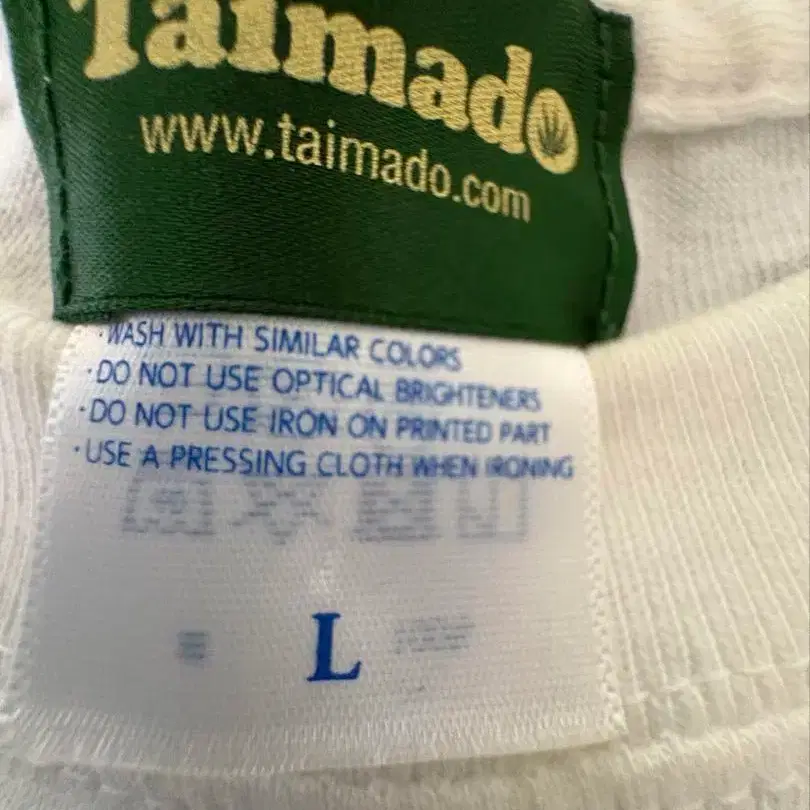 Taimado
www.taimado.com
·WASH WITH SIMILAR COLORS
·DO NOT USE OPTICAL BRIGHTENERS
·DO NOT USE IRON ON PRINTED PART
·USE A PRESSING CLOTH WHEN IRONING
L